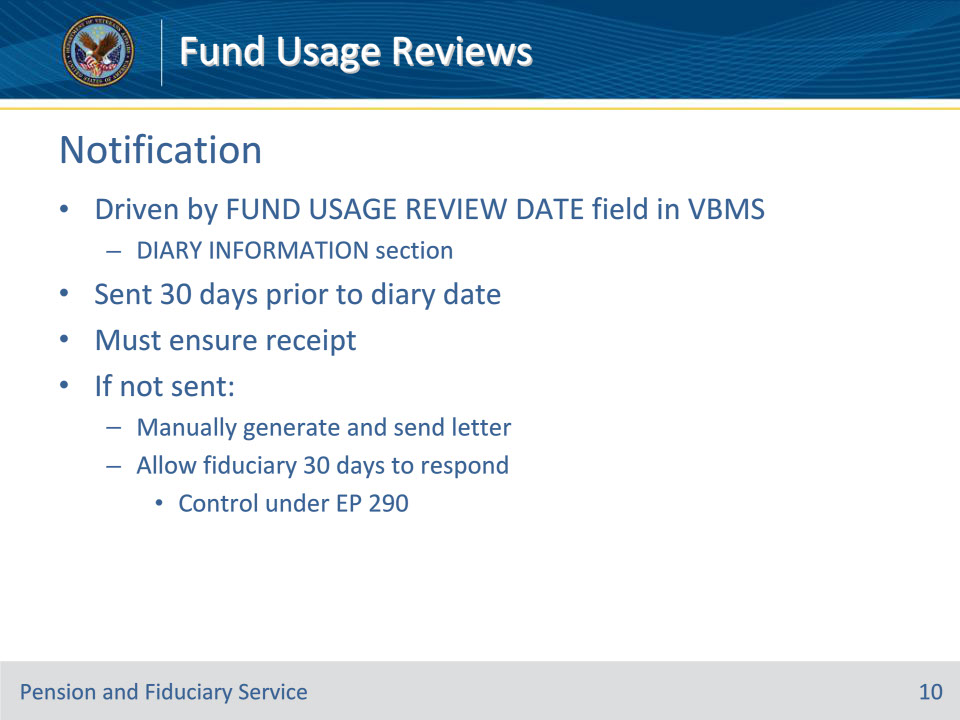 Fund Usage Reviews
Notification
• Driven by FUND USAGE REVIEW DATE field in VBMS
– DIARY INFORMATION section
• Sent 30 days prior to diary date
• Must ensure receipt
• If not sent:
– Manually generate and send letter
– Allow fiduciary 30 days to respond
• Control under EP 290
Pension and Fiduciary Service
10